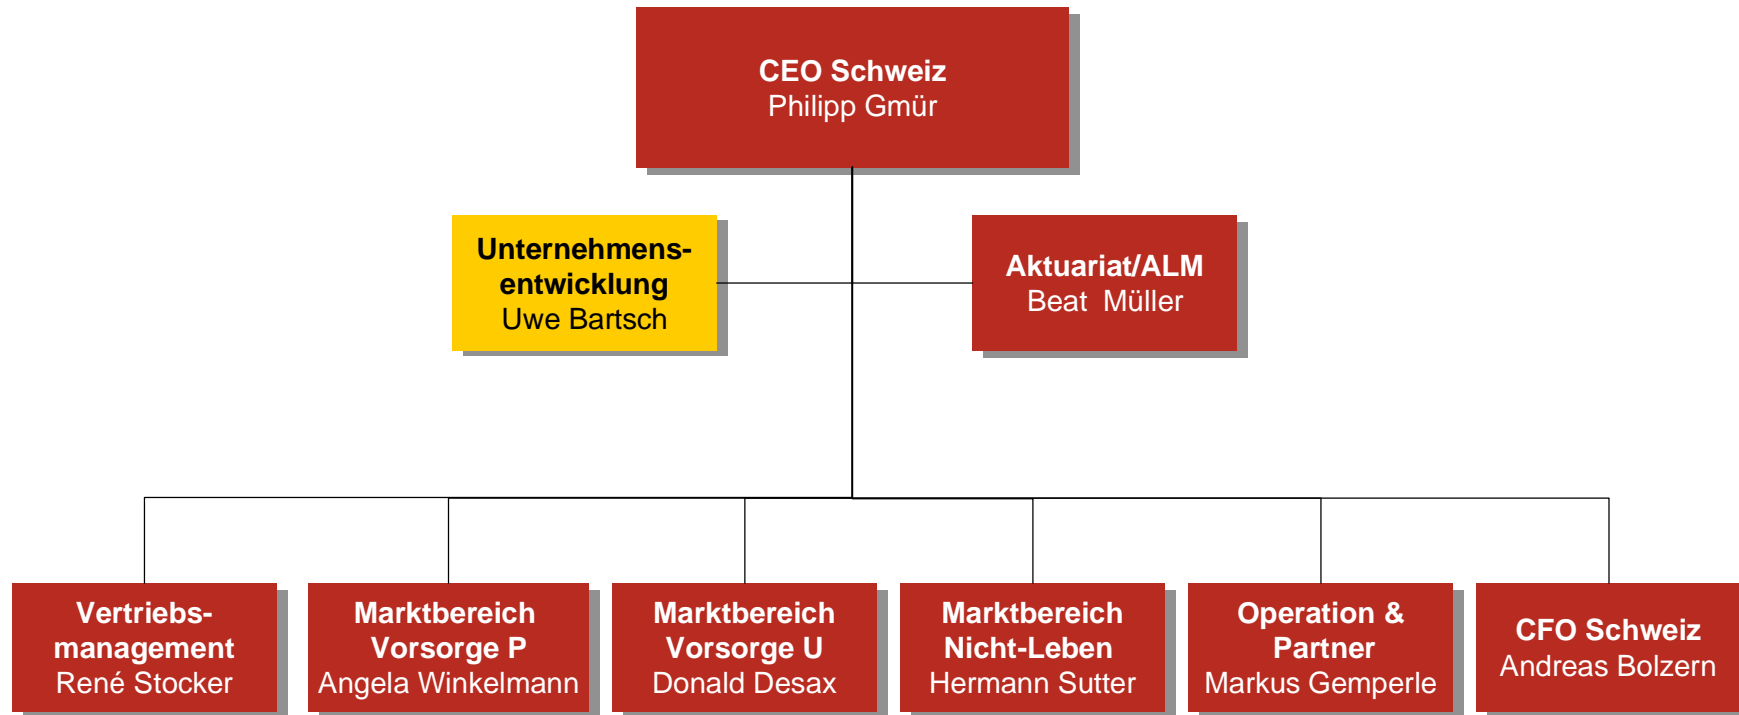 CEO Schweiz
Philipp Gmür
Unternehmens-
entwicklung
Uwe Bartsch
Aktuariat/ALM
Beat Müller
Vertriebs-
management
René Stocker
Marktbereich
Vorsorge P
Angela Winkelmann
Marktbereich
Vorsorge U
Donald Desax
Marktbereich
Nicht-Leben
Hermann Sutter
Operation &
Partner
Markus Gemperle
CFO Schweiz
Andreas Bolzern